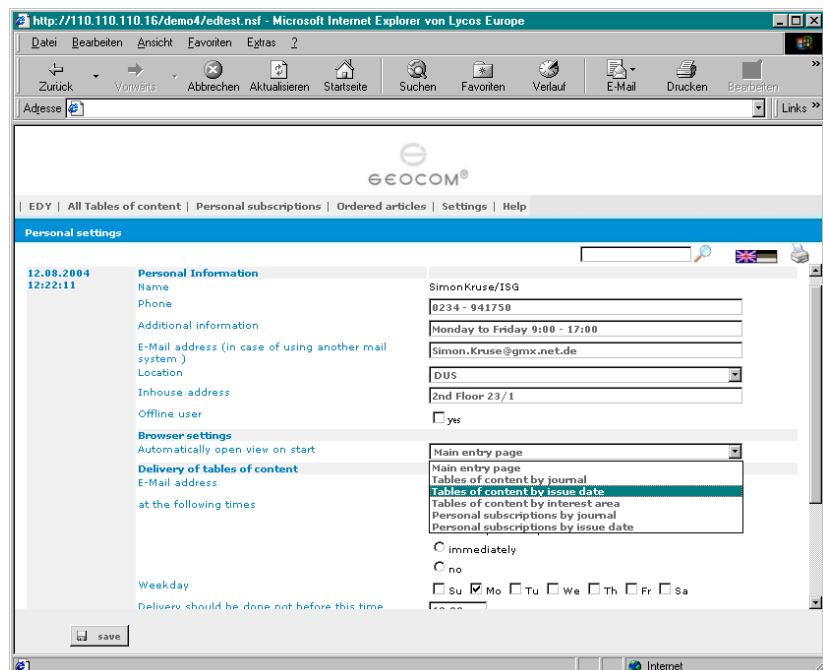 http://110.110.110.16/demo4/edtest.nsf - Microsoft Internet Explorer von Lycos Europe
Datei Bearbeiten Ansicht Favoriten Extras ?
Zurück Vorwärts Abbrechen Aktualisieren Startseite Suchen Favoriten Verlauf E-Mail Drucken Bearbeiten »
Adresse Links »
GEOCOM®
| EDY | All Tables of content | Personal subscriptions | Ordered articles | Settings | Help
Personal settings
12.08.2004 Personal Information
12:22:11 Name Simon Kruse/ISG
Phone 0234 - 941750
Additional information Monday to Friday 9:00 - 17:00
E-Mail address (in case of using another mail Simon.Kruse@gmx.net.de
system )
Location DUS
Inhouse address 2nd Floor 23/1
Offline user yes
Browser settings
Automatically open view on start Main entry page
Delivery of tables of content Main entry page
E-Mail address Tables of content by journal
Tables of content by issue date
at the following times Tables of content by interest area
Personal subscriptions by journal
Personal subscriptions by issue date
immediately
no
Weekday Su Mo Tu We Th Fr Sa
Delivery should be done not before this time
save
Internet